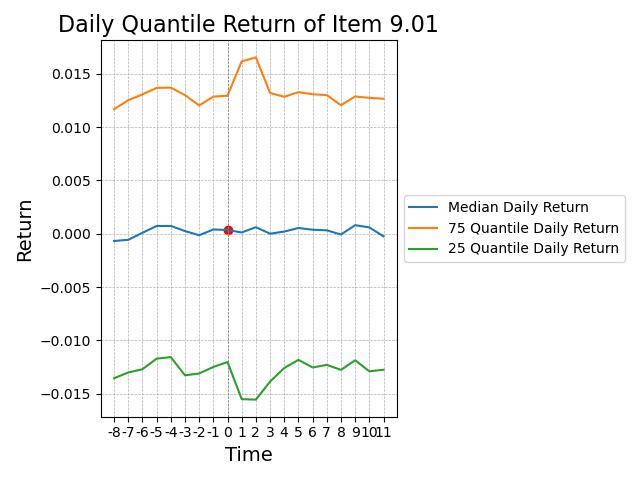 Daily Quantile Return of Item 9.01
0.015
0.010
0.005
0.000
−0.005
−0.010
−0.015
Return
-8 -7 -6 -5 -4 -3 -2 -1 0 1 2 3 4 5 6 7 8 9 10 11
Time
Median Daily Return
75 Quantile Daily Return
25 Quantile Daily Return